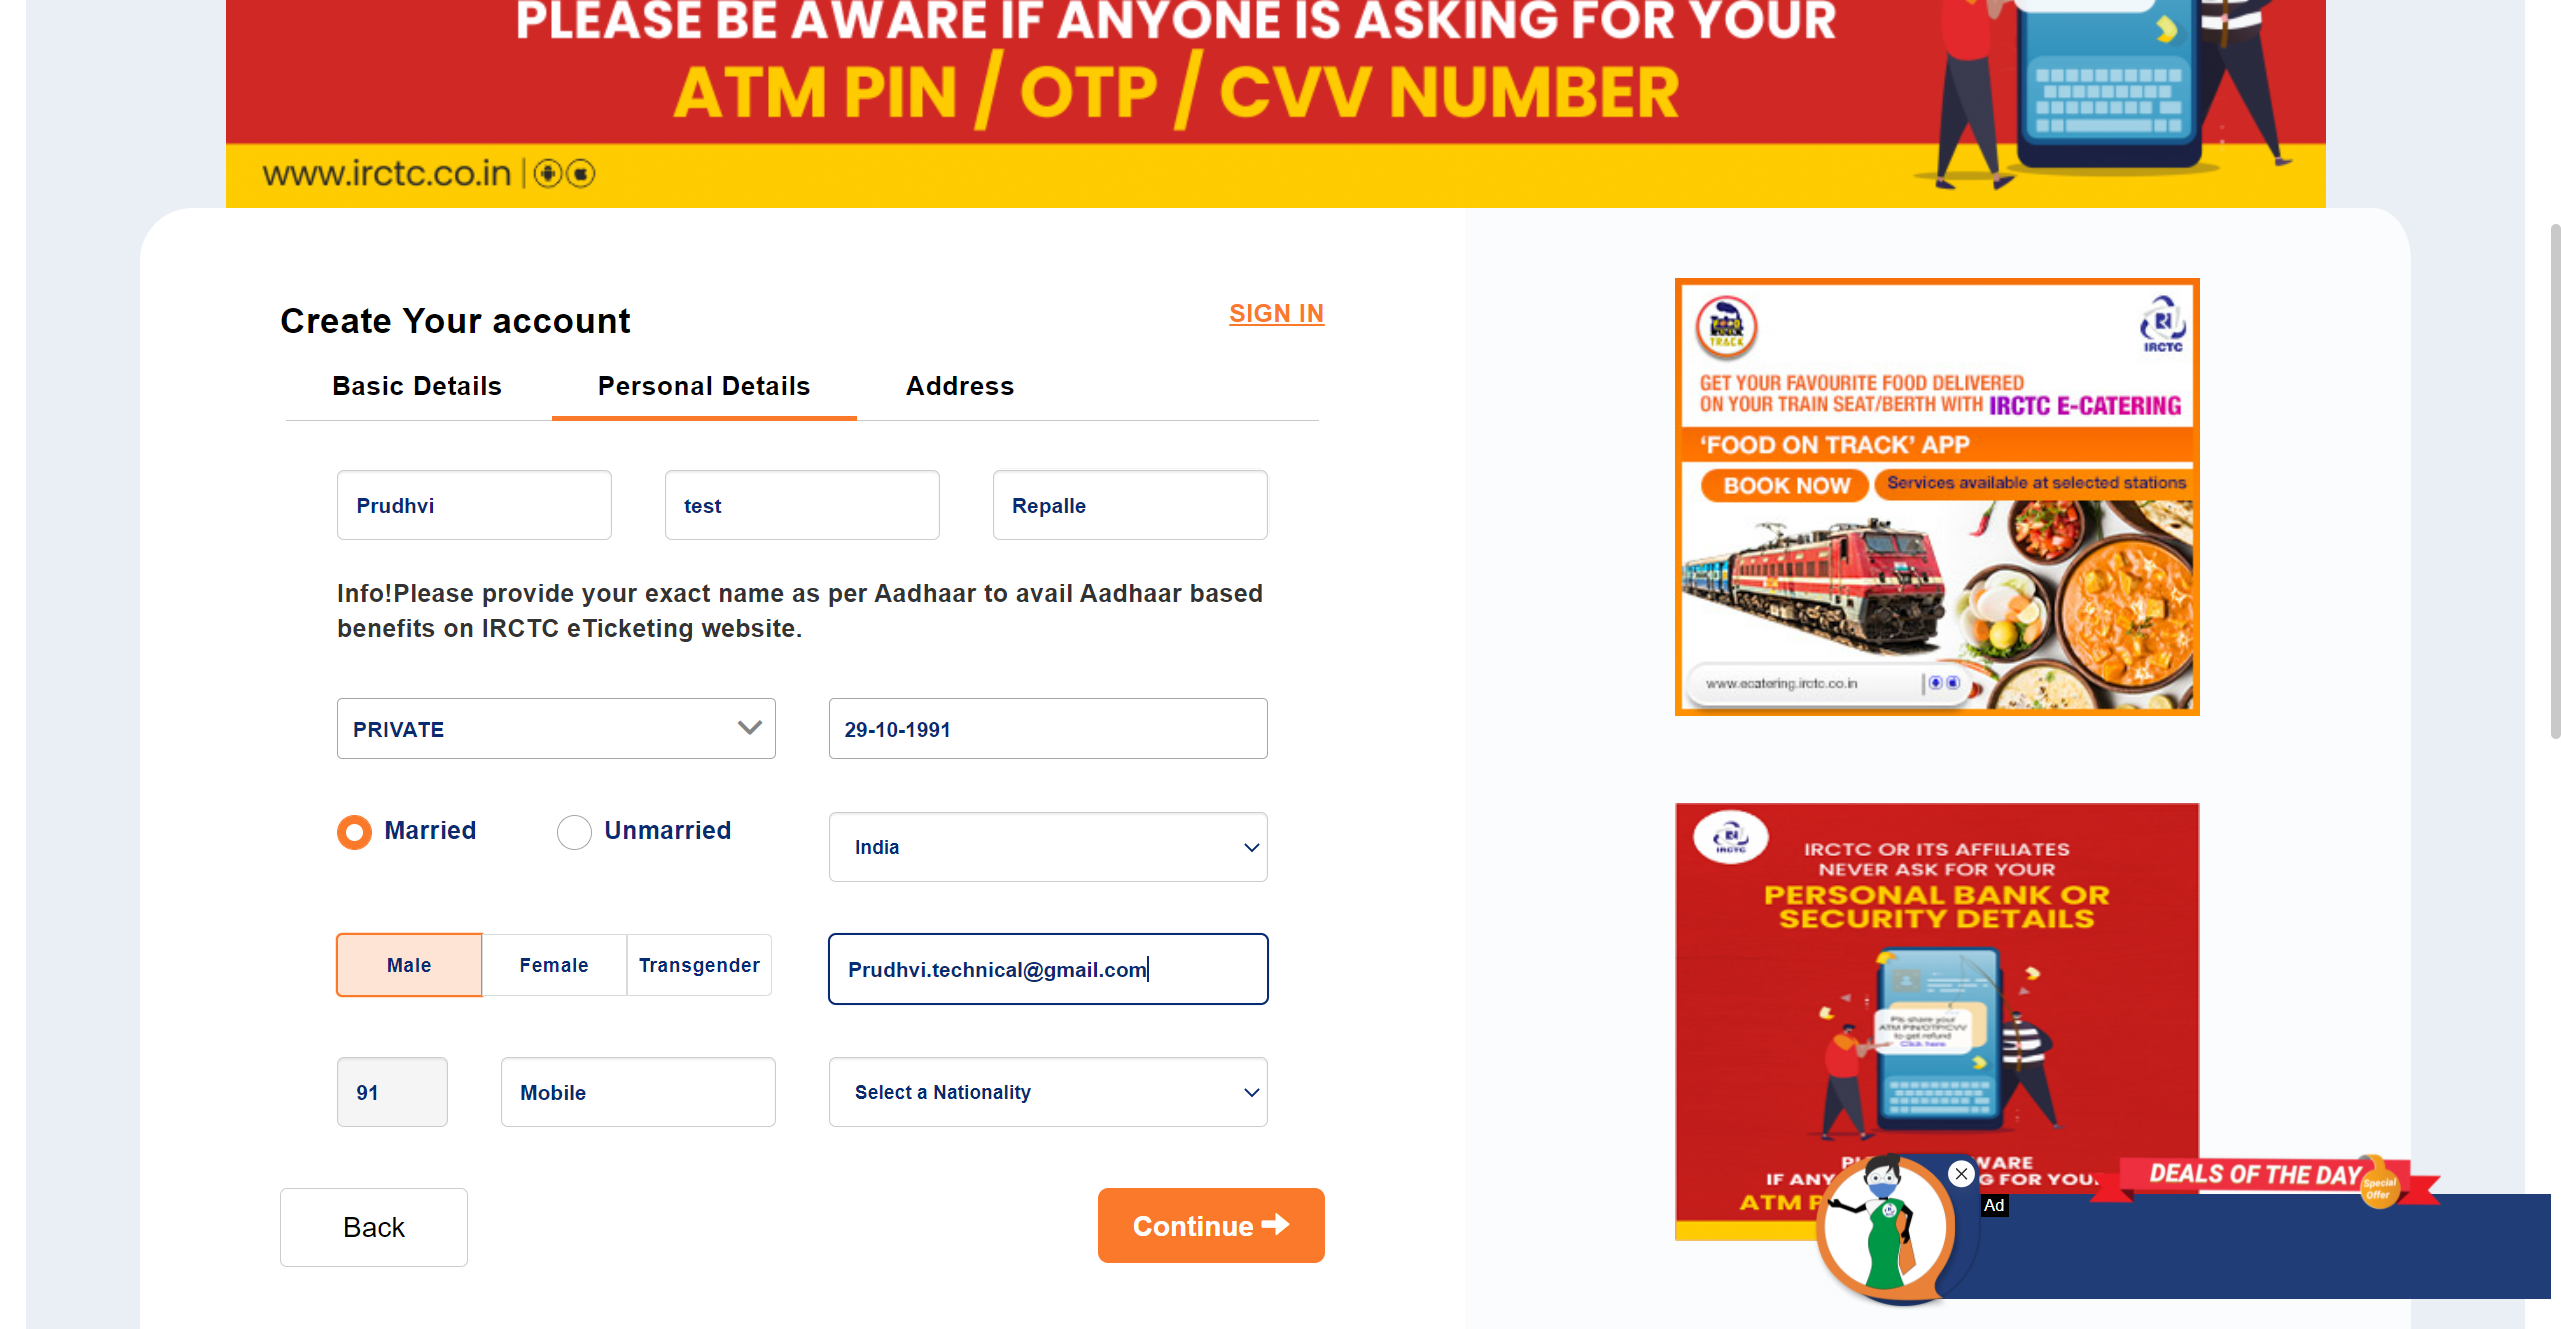 PLEASE BE AWARE IF ANYONE IS ASKING FOR YOUR
ATM PIN / OTP / CVV NUMBER
www.irctc.co.in
Create Your account
SIGN IN
Basic Details
Personal Details
Address
Prudhvi
test
Repalle
Info!Please provide your exact name as per Aadhaar to avail Aadhaar based
benefits on IRCTC eTicketing website.
PRIVATE
29-10-1991
Married
Unmarried
India
Male
Female
Transgender
Prudhvi.technical@gmail.com
91
Mobile
Select a Nationality
Back
Continue
TRACK
IRCTC
GET YOUR FAVOURITE FOOD DELIVERED
ON YOUR TRAIN SEAT/BERTH WITH IRCTC E-CATERING
‘FOOD ON TRACK’ APP
BOOK NOW
Services available at selected stations
www.ecatering.irctc.co.in
IRCTC
IRCTC OR ITS AFFILIATES
NEVER ASK FOR YOUR
PERSONAL BANK OR
SECURITY DETAILS
Pls share your
ATM PIN/OTP/CVV
to get refund
Click here
WARE
IF ANY
G FOR YOU
ATM P
DEALS OF THE DAY
Special
Offer
Ad